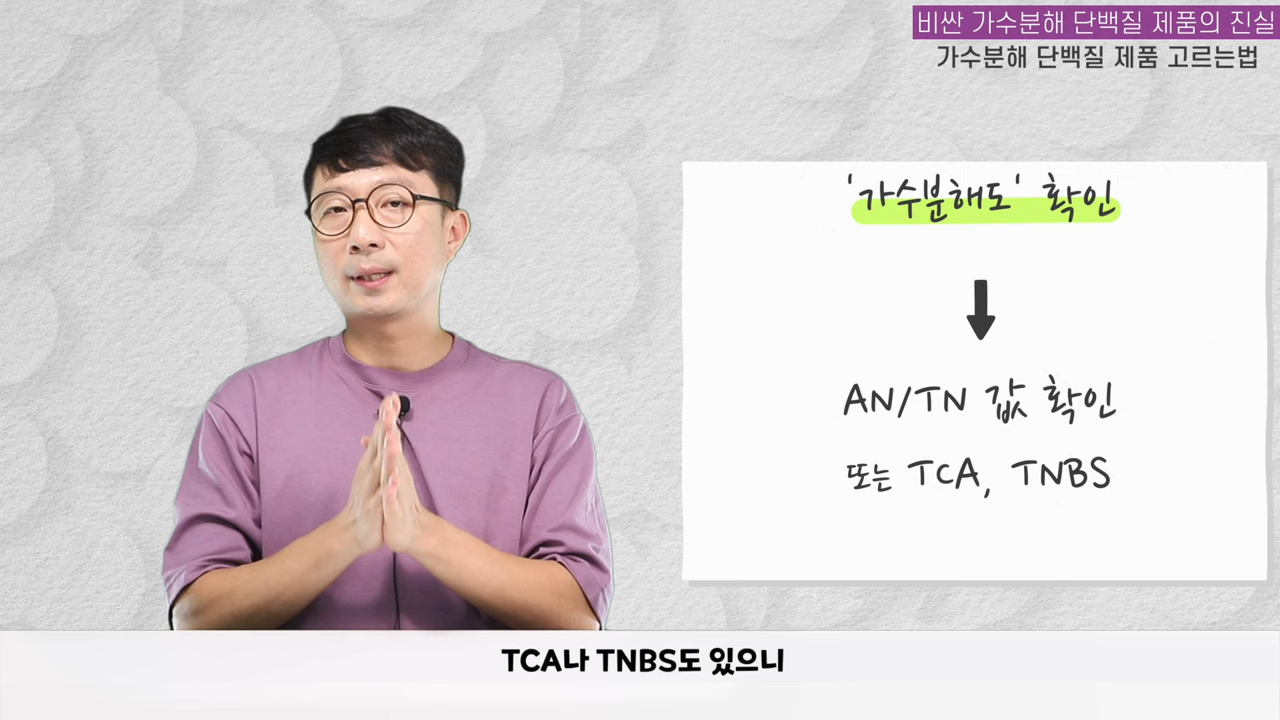 비싼 가수분해 단백질 제품의 진실
가수분해 단백질 제품 고르는법
'가수분해도' 확인
AN/TN 값 확인
또는 TCA, TNBS
TCA나 TNBS도 있으니